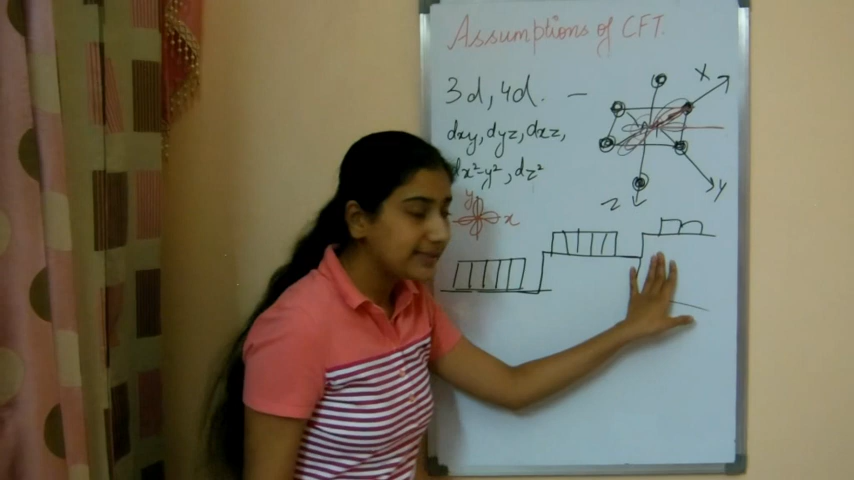 Assumptions of CFT.
3d, 4d. —
X
dxy, dyz, dxz,
dx²-y², dz²
y
Z
y
x